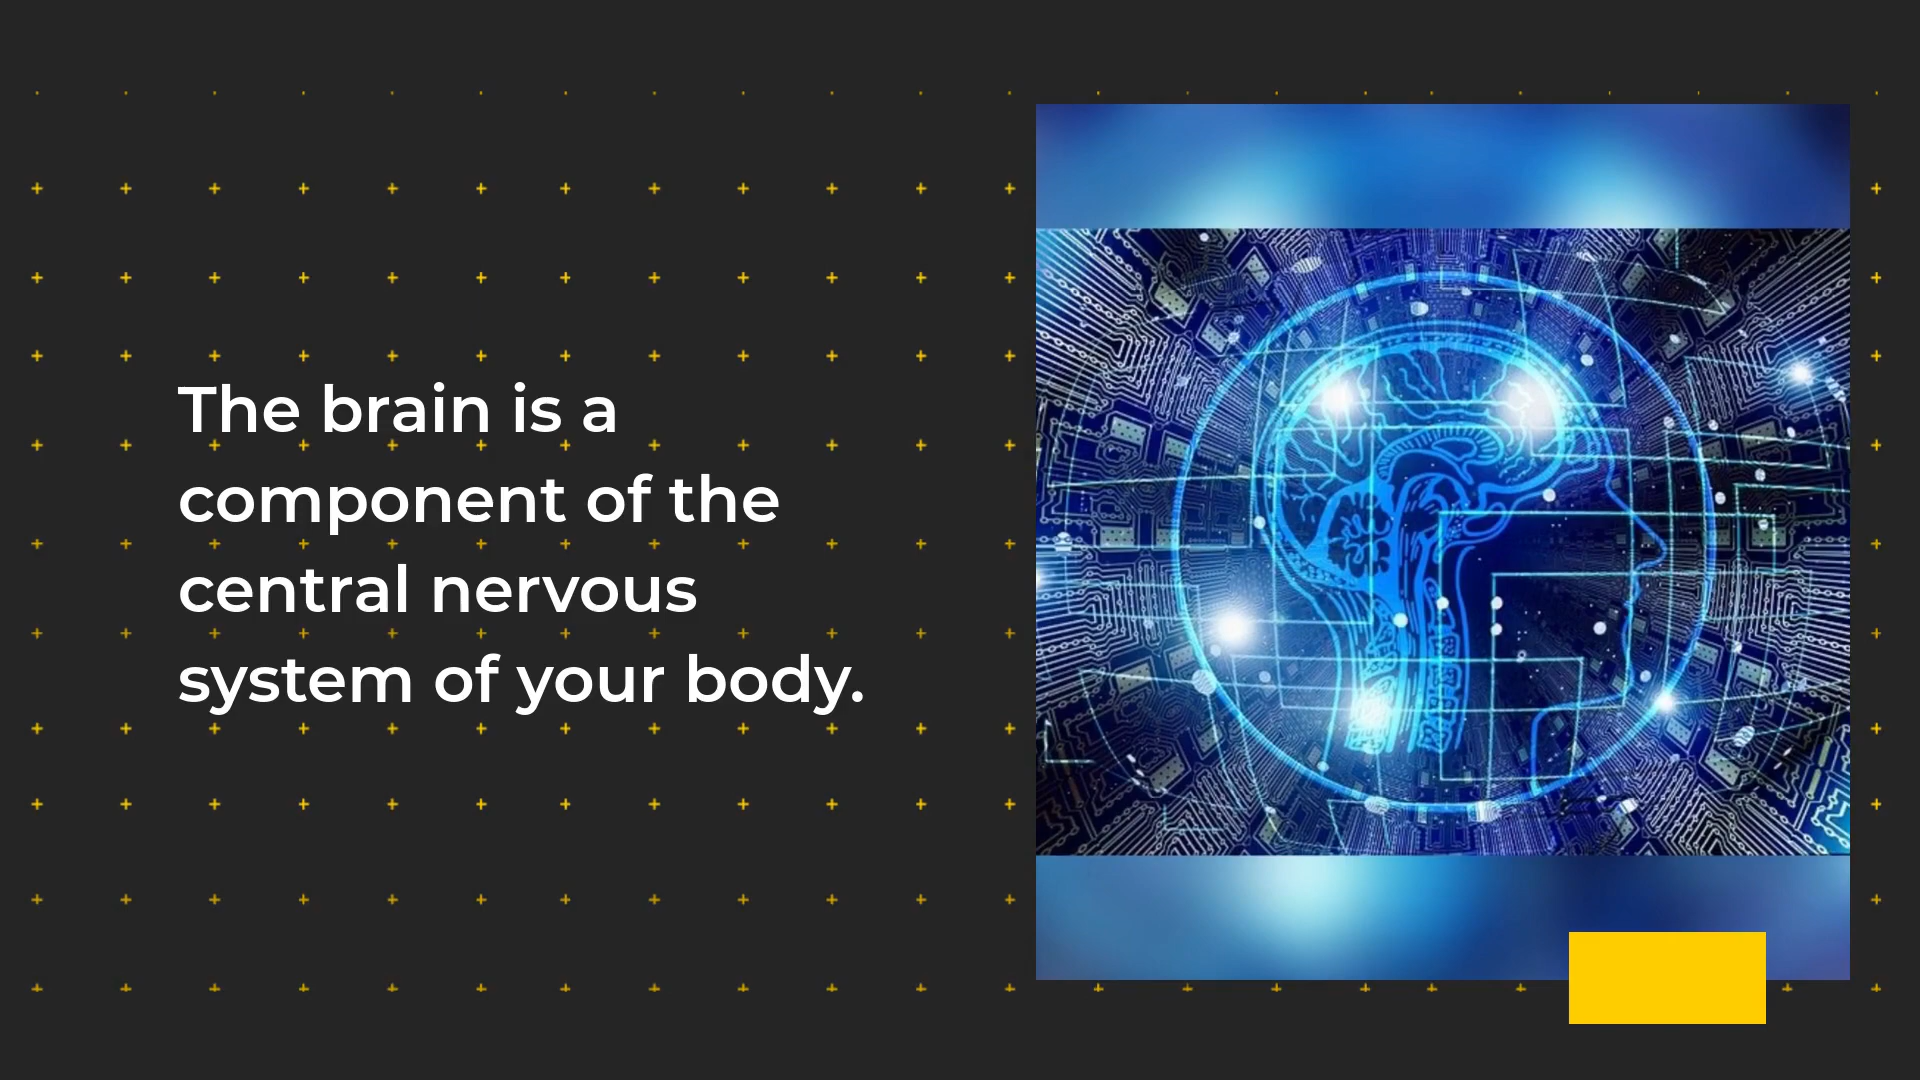 The brain is a
component of the
central nervous
system of your body.